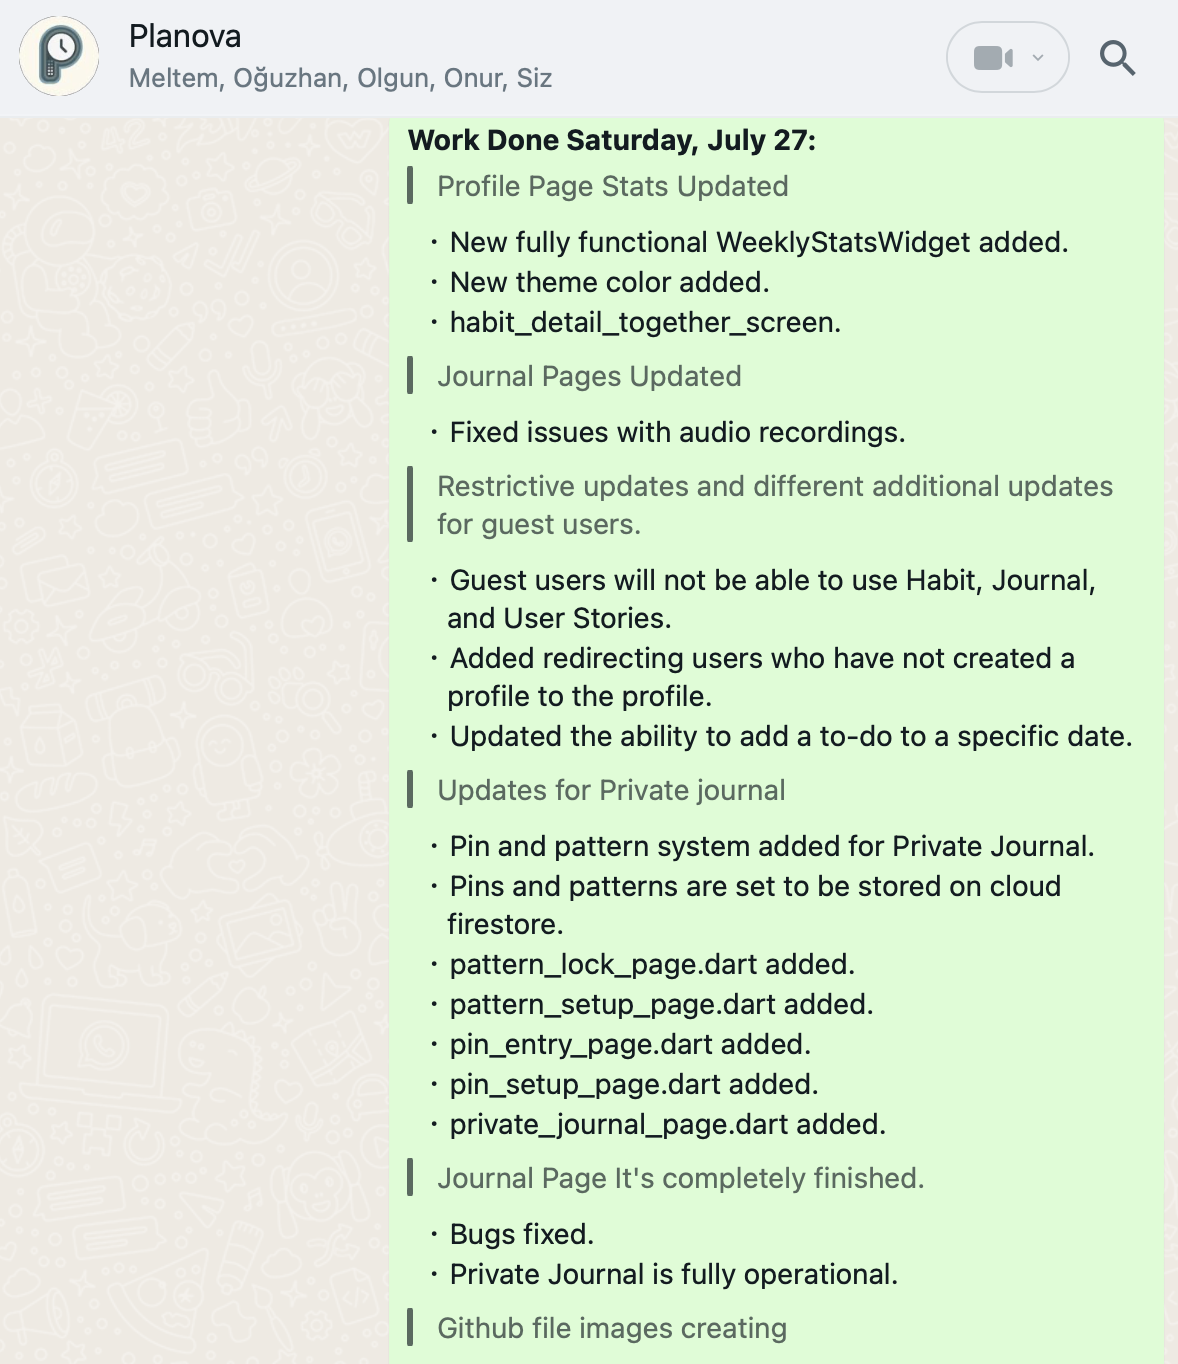 Planova
Meltem, Oğuzhan, Olgun, Onur, Siz
Work Done Saturday, July 27:
Profile Page Stats Updated
· New fully functional WeeklyStatsWidget added.
· New theme color added.
· habit_detail_together_screen.
Journal Pages Updated
· Fixed issues with audio recordings.
Restrictive updates and different additional updates
for guest users.
· Guest users will not be able to use Habit, Journal,
and User Stories.
· Added redirecting users who have not created a
profile to the profile.
· Updated the ability to add a to-do to a specific date.
Updates for Private journal
· Pin and pattern system added for Private Journal.
· Pins and patterns are set to be stored on cloud
firestore.
· pattern_lock_page.dart added.
· pattern_setup_page.dart added.
· pin_entry_page.dart added.
· pin_setup_page.dart added.
· private_journal_page.dart added.
Journal Page It's completely finished.
· Bugs fixed.
· Private Journal is fully operational.
Github file images creating